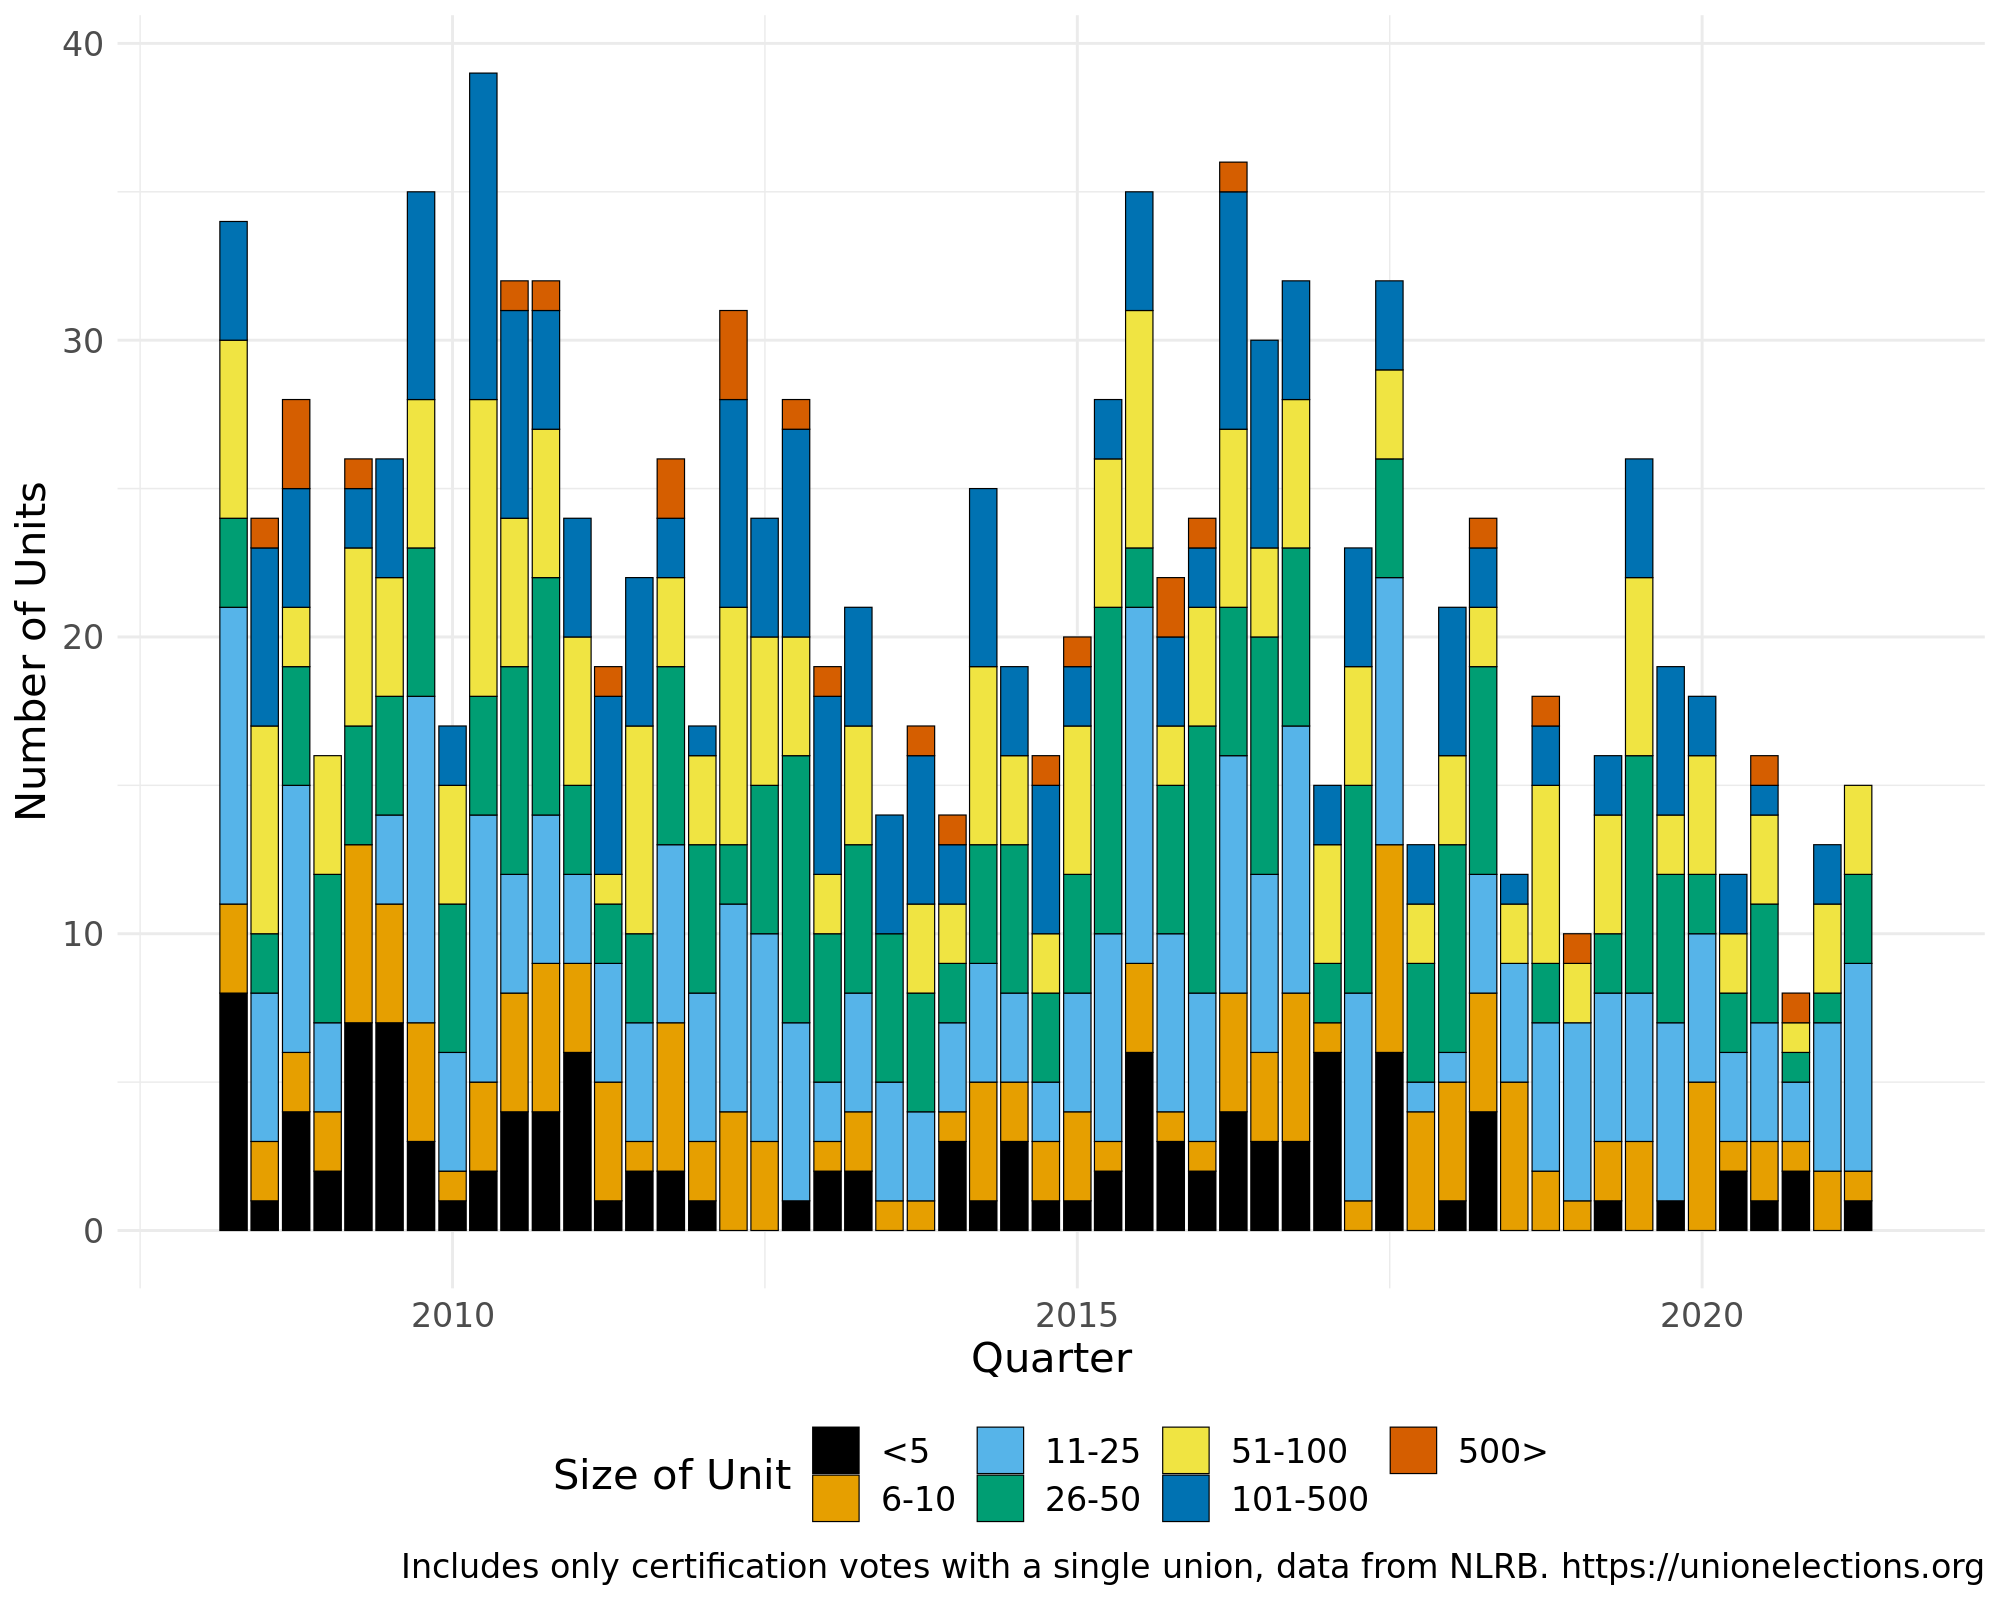 40
30
20
10
0
Number of Units
2010 2015 2020
Quarter
Size of Unit
<5 11-25 51-100 500>
6-10 26-50 101-500
Includes only certification votes with a single union, data from NLRB. https://unionelections.org